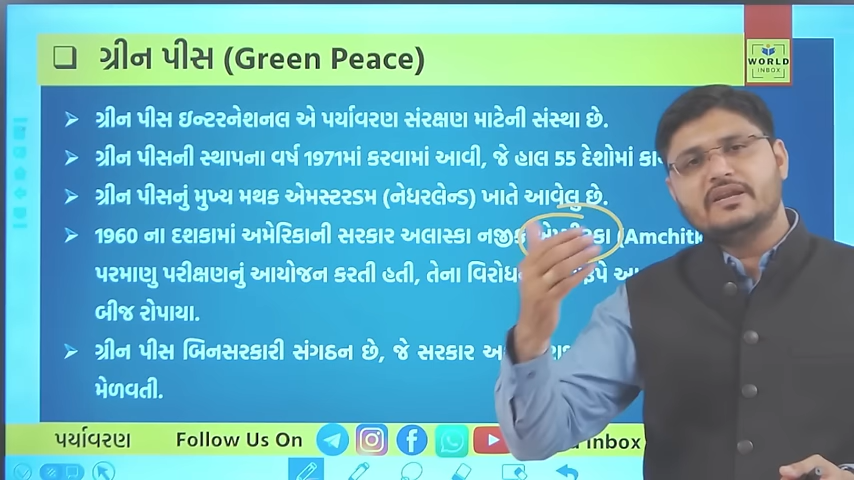 ગ્રીન પીસ (Green Peace)
WORLD
INBOX
ગ્રીન પીસ ઇન્ટરનેશનલ એ પર્યાવરણ સંરક્ષણ માટેની સંસ્થા છે.
ગ્રીન પીસની સ્થાપના વર્ષ 1971માં કરવામાં આવી, જે હાલ 55 દેશોમાં
ગ્રીન પીસનું મુખ્ય મથક એમસ્ટરડમ (નેધરલેન્ડ) ખાતે આવેલુ છે.
1960 ના દશકામાં અમેરિકાની સરકાર અલાસ્કા નજીક
પરમાણુ પરીક્ષણનું આયોજન કરતી હતી, તેના
બીજ રોપાયા.
ગ્રીન પીસ બિનસરકારી સંગઠન છે, જે સરકાર
મેળવતી.
પર્યાવરણ Follow Us On Inbox